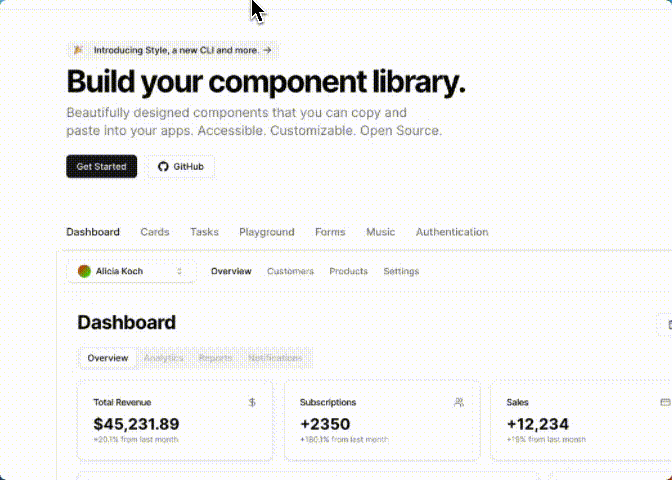 Introducing Style, a new CLI and more. →
Build your component library.
Beautifully designed components that you can copy and
paste into your apps. Accessible. Customizable. Open Source.
Get Started GitHub
Dashboard Cards Tasks Playground Forms Music Authentication
Alicia Koch Overview Customers Products Settings
Dashboard
Overview Analytics Reports Notifications
Total Revenue $ Subscriptions Sales
$45,231.89 +2350 +12,234
+20.1% from last month +180.1% from last month +19% from last month